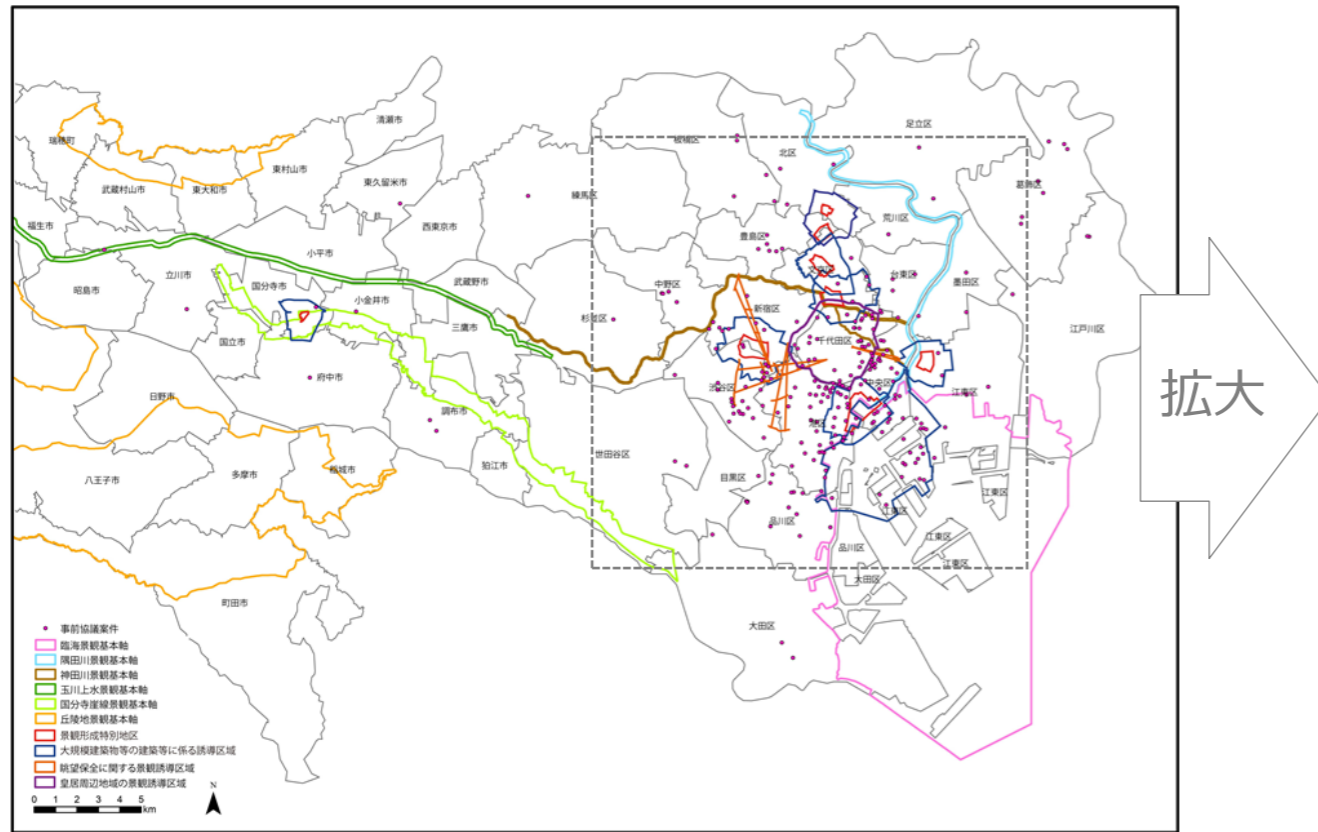 清瀬市
足立区
瑞穂町
板橋区
北区
東村山市
武蔵村山市
東大和市
東久留米市
葛飾区
練馬区
福生市
西東京市
荒川区
豊島区
小平市
文京区
立川市
台東区
昭島市
武蔵野市
中野区
墨田区
国分寺市
小金井市
新宿区
杉並区
三鷹市
江戸川区
国立市
千代田区
府中市
渋谷区
中央区
江東区
日野市
調布市
港区
世田谷区
狛江市
稲城市
多摩市
八王子市
目黒区
江東区
江東区
品川区
江東区
品川区
江東区
大田区
町田市
大田区
拡大
事前協議案件
臨海景観基本軸
隅田川景観基本軸
神田川景観基本軸
玉川上水景観基本軸
国分寺崖線景観基本軸
丘陵地景観基本軸
景観形成特別地区
大規模建築物等の建築等に係る誘導区域
眺望保全に関する景観誘導区域
皇居周辺地域の景観誘導区域
N
0 1 2 3 4 5
km